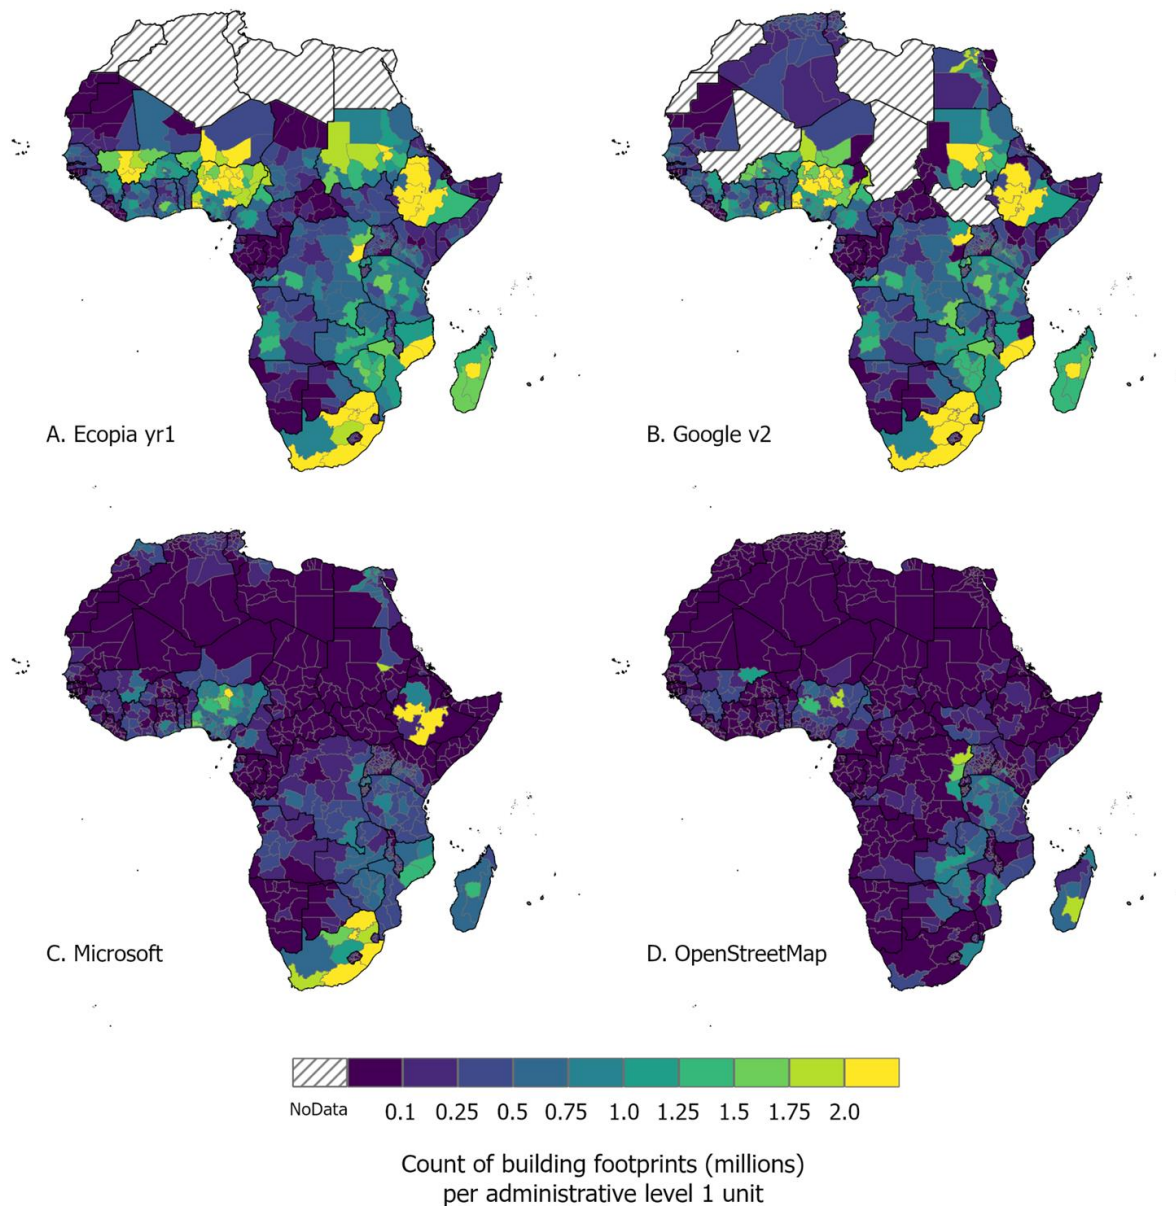 A. Ecopia yr1
B. Google v2
C. Microsoft
D. OpenStreetMap
NoData 0.1 0.25 0.5 0.75 1.0 1.25 1.5 1.75 2.0
Count of building footprints (millions)
per administrative level 1 unit